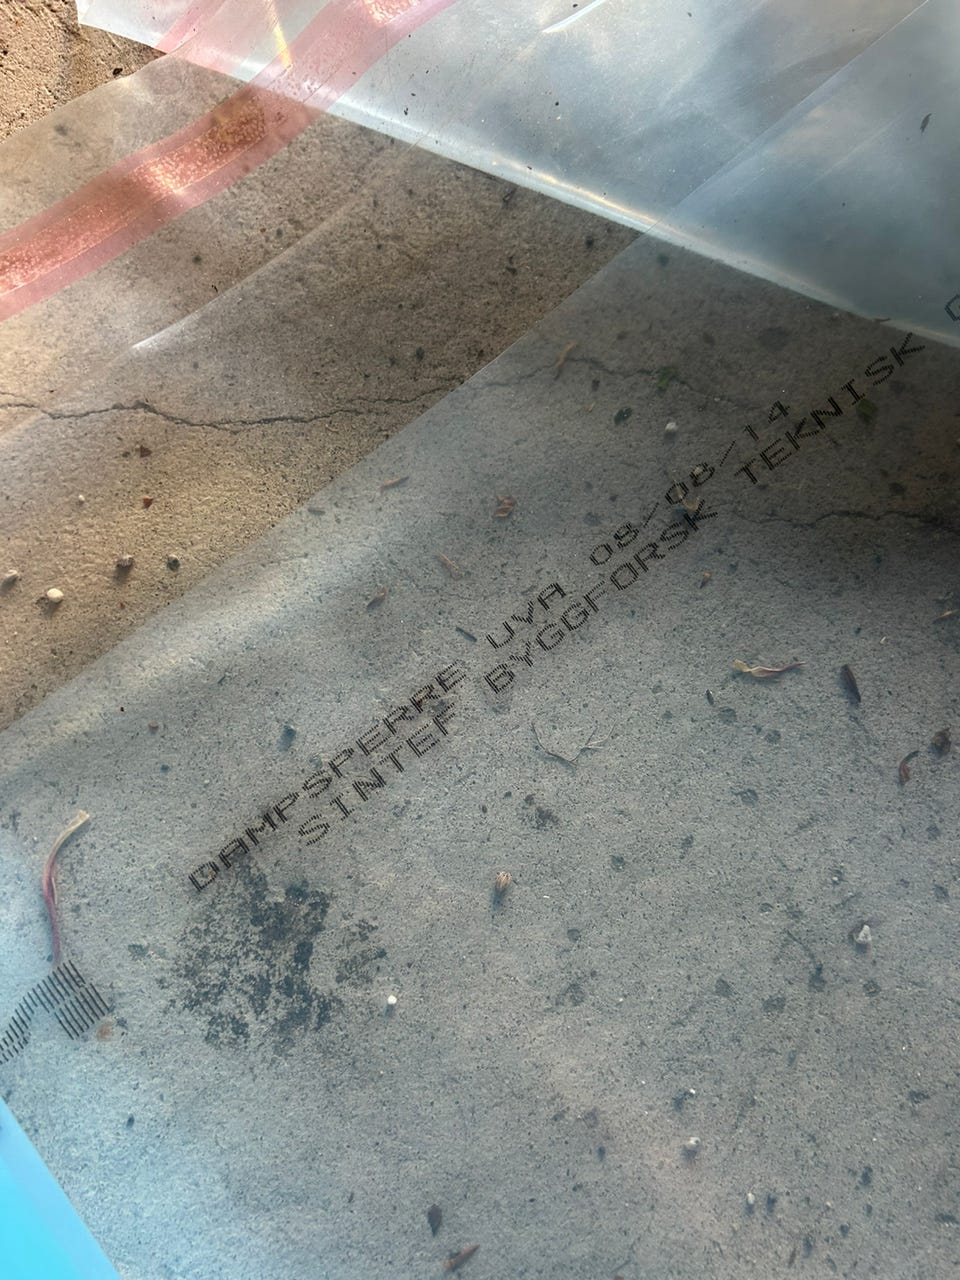 DAMPSPERRE UVA 08/08/14
SINTEF BYGGFORSK TEKNISK